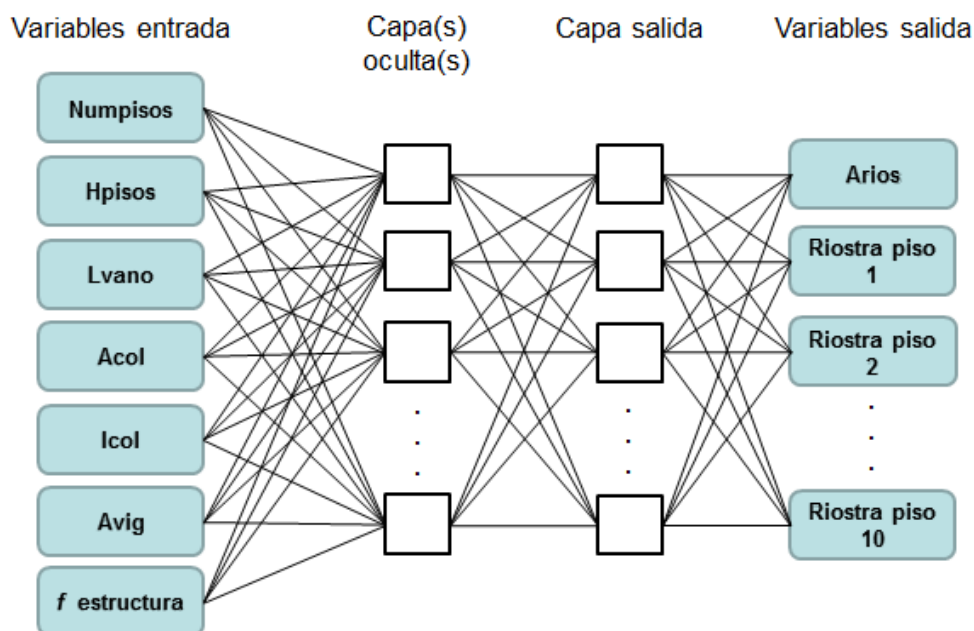 Variables entrada
Capa(s)
oculta(s)
Capa salida
Variables salida
Numpisos
Hpisos
Lvano
Acol
Icol
Avig
f estructura
Arios
Riostra piso
1
Riostra piso
2
Riostra piso
10